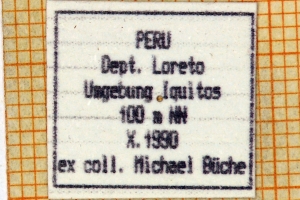 PERU
Dept. Loreto
Umgebung Iquitos
100 m NN
X.1990
ex coll. Michael Büche